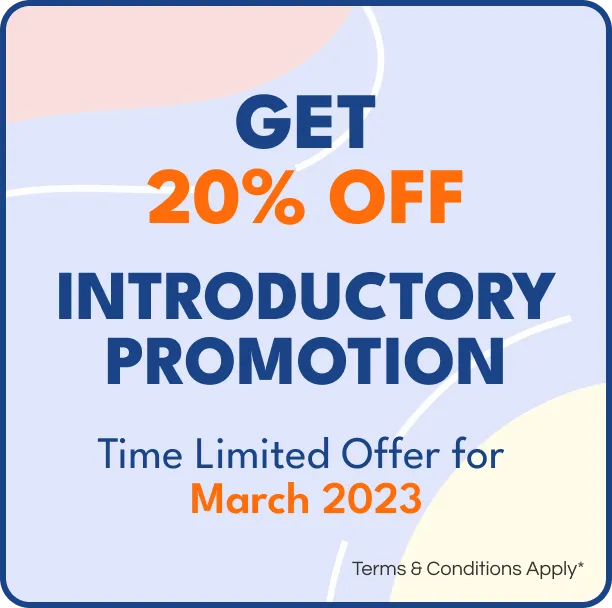 GET
20% OFF
INTRODUCTORY
PROMOTION
Time Limited Offer for
March 2023
Terms & Conditions Apply*